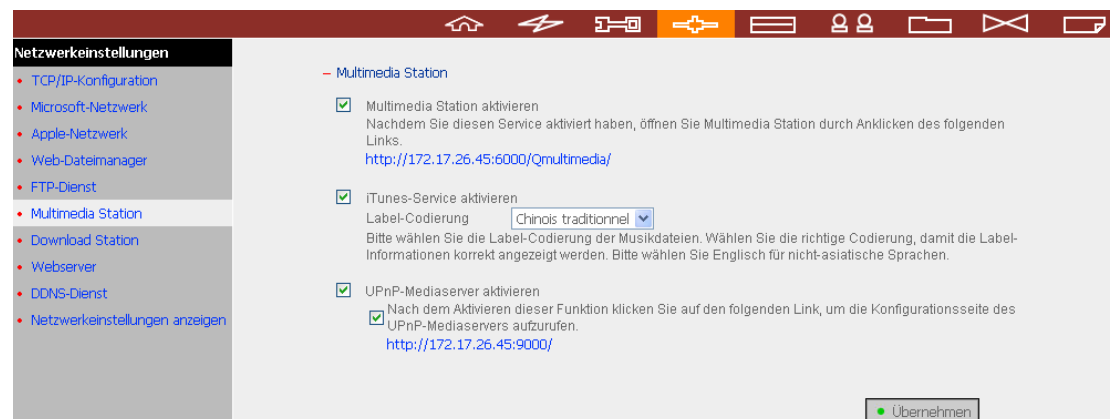 Netzwerkeinstellungen
TCP/IP-Konfiguration
Microsoft-Netzwerk
Apple-Netzwerk
Web-Dateimanager
FTP-Dienst
Multimedia Station
Download Station
Webserver
DDNS-Dienst
Netzwerkeinstellungen anzeigen
– Multimedia Station
Multimedia Station aktivieren
Nachdem Sie diesen Service aktiviert haben, öffnen Sie Multimedia Station durch Anklicken des folgenden
Links.
http://172.17.26.45:6000/Qmultimedia/
iTunes-Service aktivieren
Label-Codierung Chinois traditionnel
Bitte wählen Sie die Label-Codierung der Musikdateien. Wählen Sie die richtige Codierung, damit die Label-
Informationen korrekt angezeigt werden. Bitte wählen Sie Englisch für nicht-asiatische Sprachen.
UPnP-Mediaserver aktivieren
Nach dem Aktivieren dieser Funktion klicken Sie auf den folgenden Link, um die Konfigurationsseite des
UPnP-Mediaservers aufzurufen.
http://172.17.26.45:9000/
Übernehmen